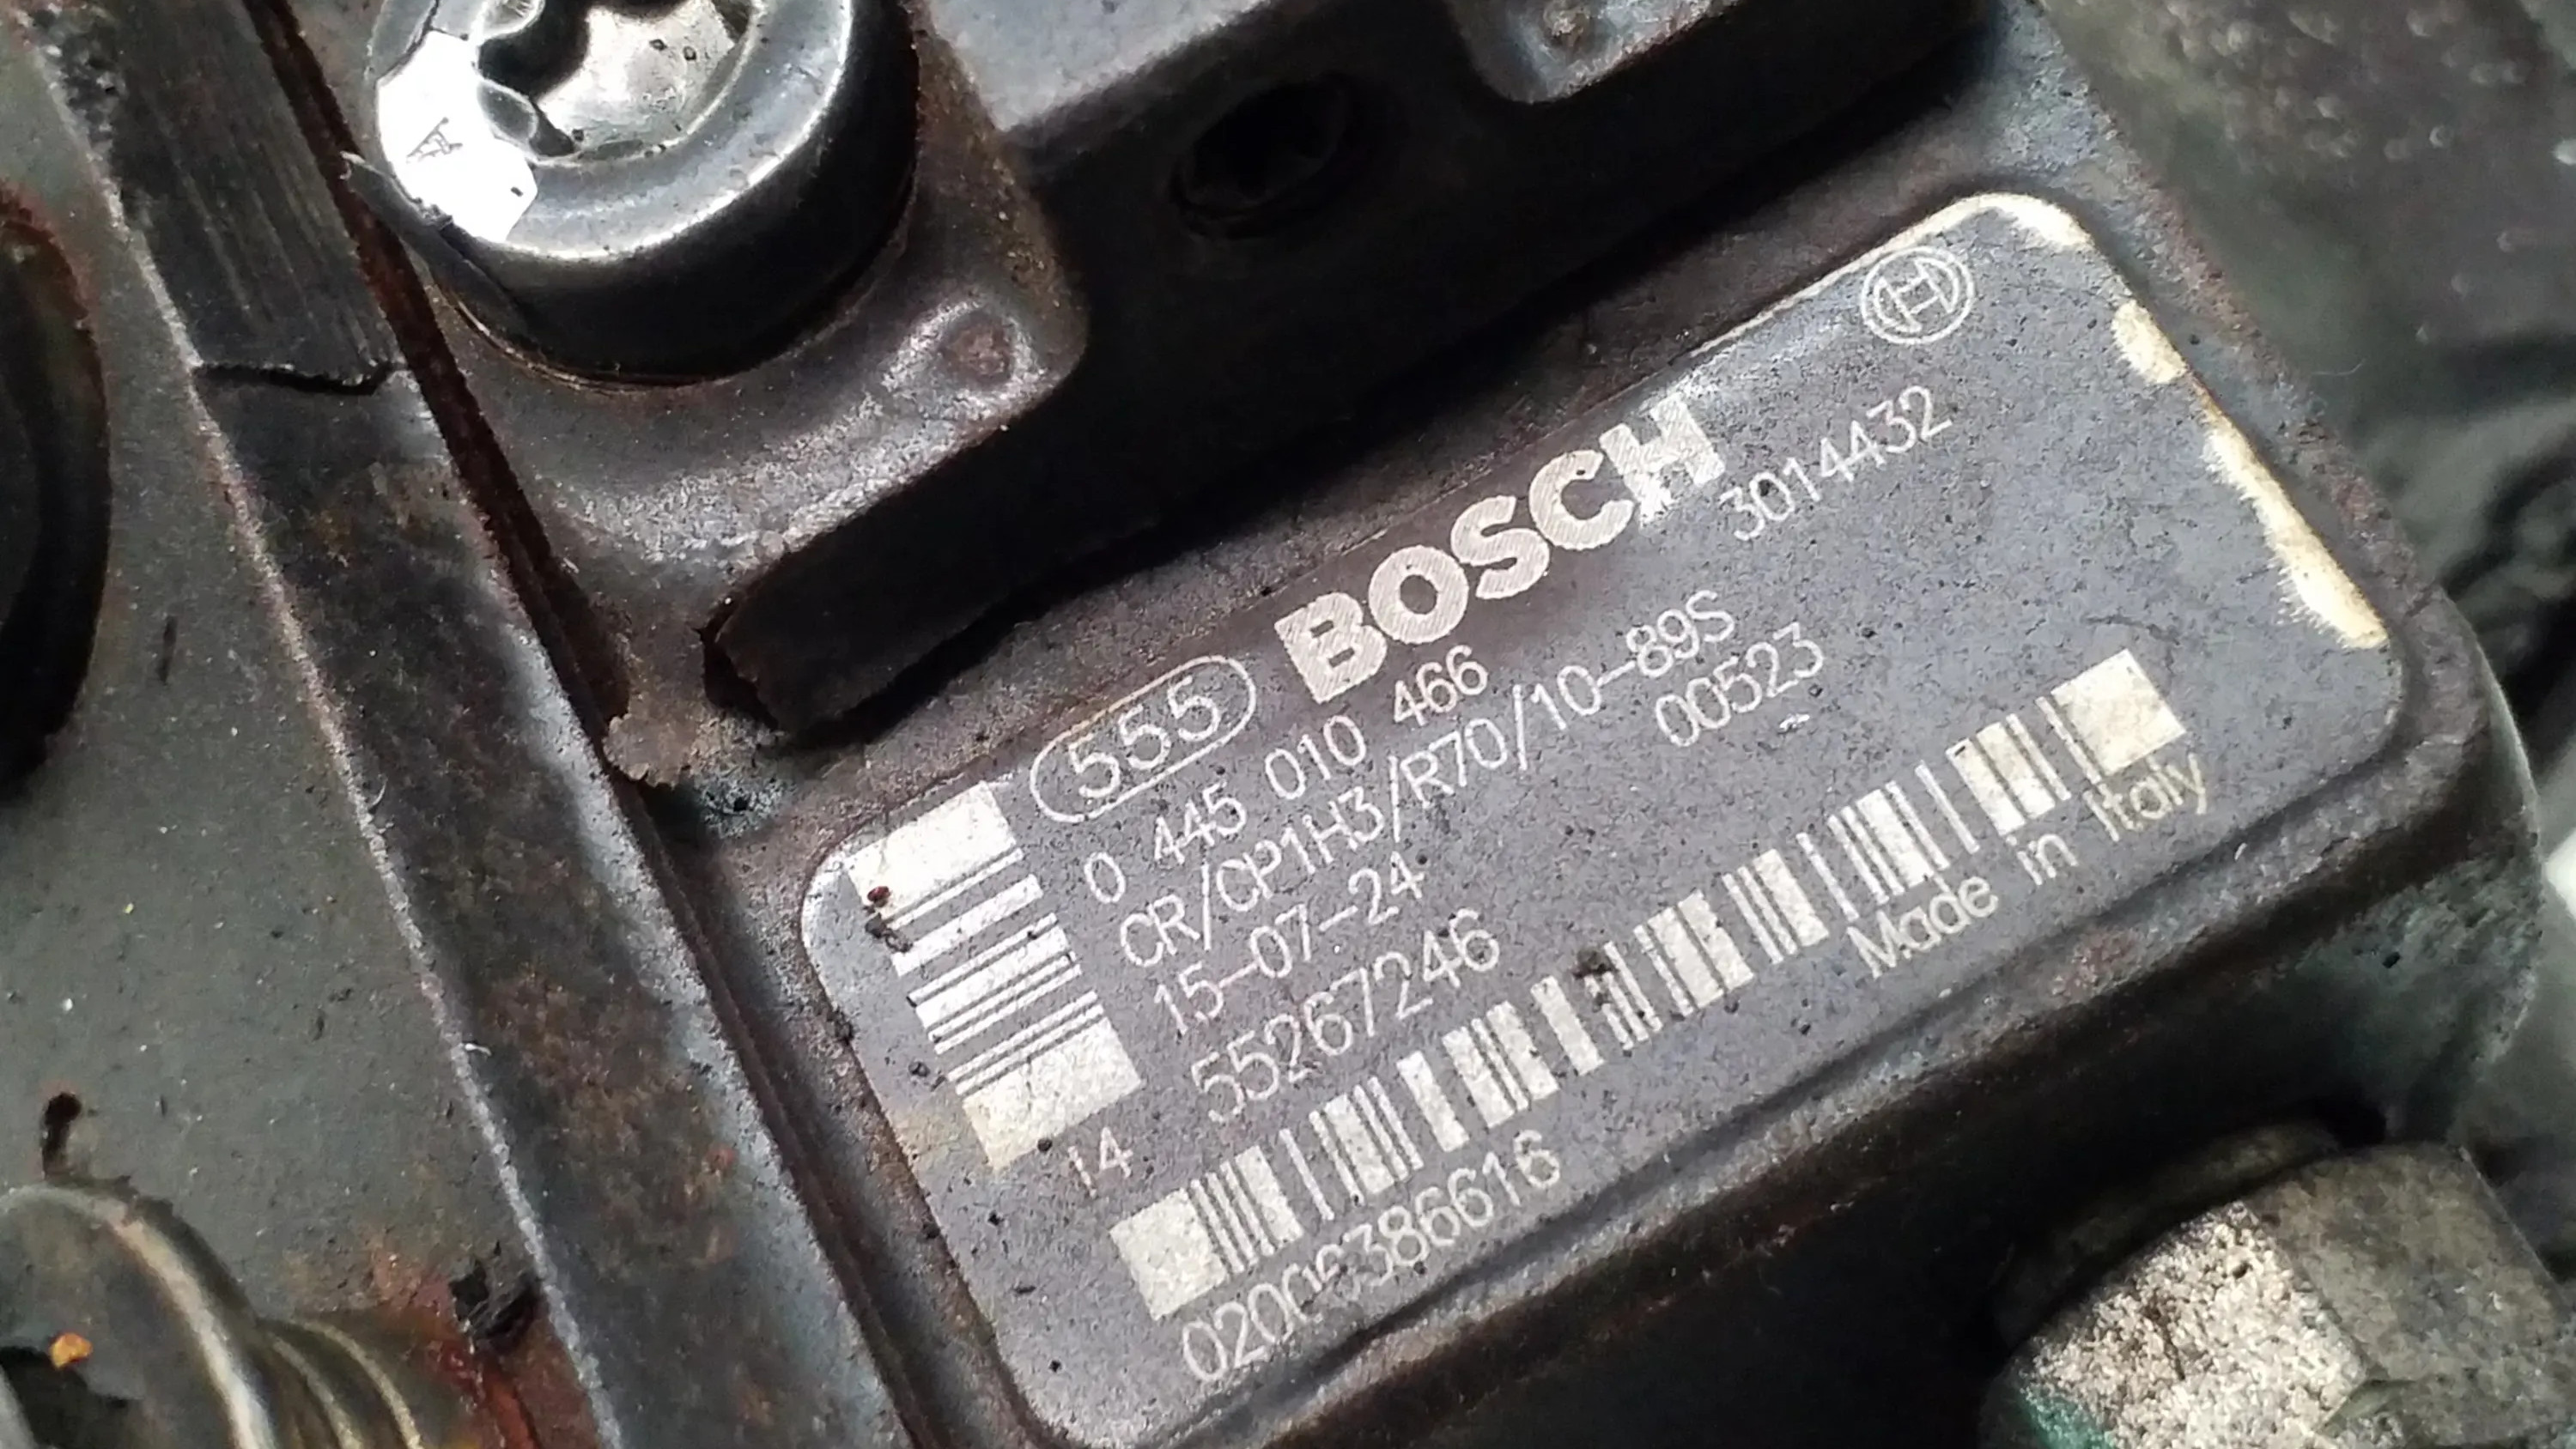 555 BOSCH
3014432
0 445 010 466
CR/CP1H3/R70/10-89S
15-07-24 00523 -
55267246
14
Made in Italy
02006386616